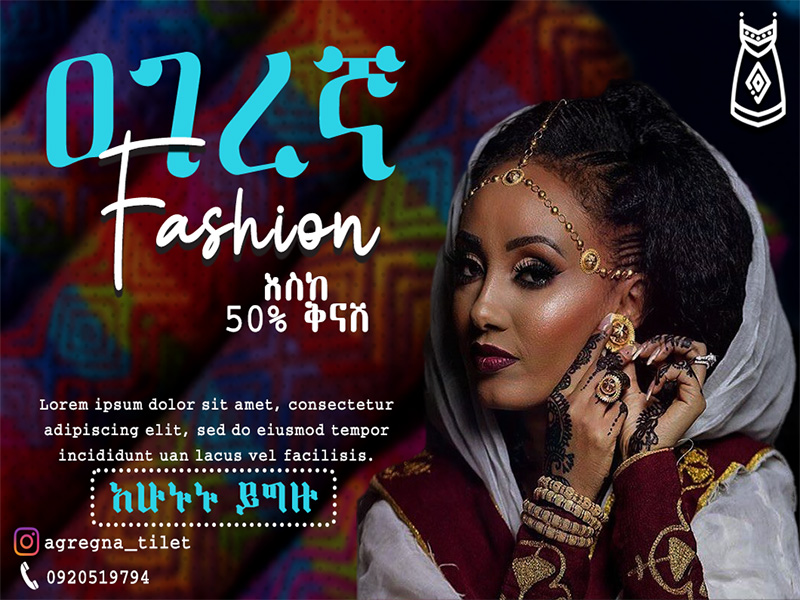 ዐገረኛ
Fashion
እስከ
50% ቅናሽ
Lorem ipsum dolor sit amet, consectetur
adipiscing elit, sed do eiusmod tempor
incididunt uan lacus vel facilisis.
አሁኑኑ ይግዙ
agregna_tilet
0920519794